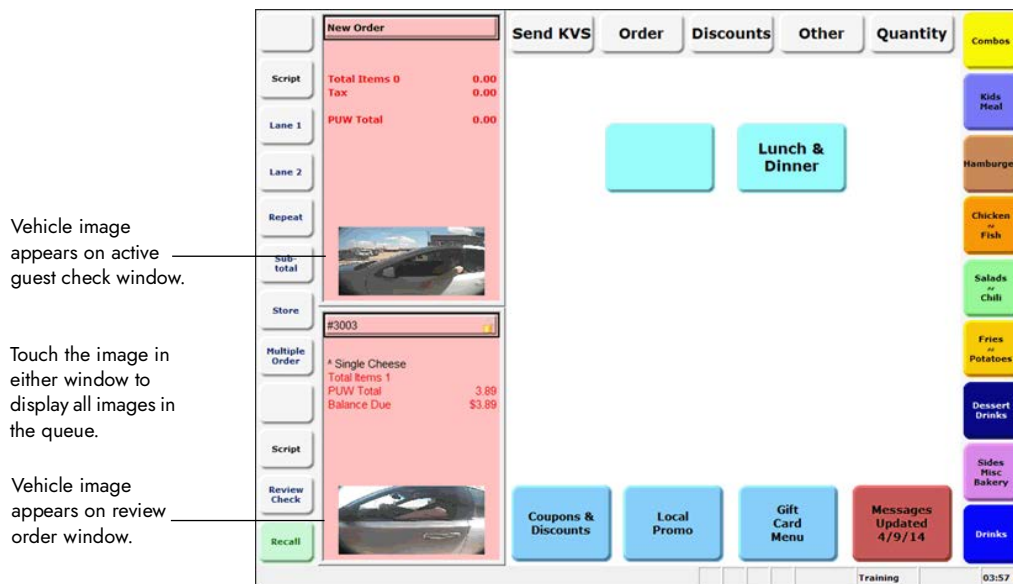 Vehicle image
appears on active
guest check window.
Touch the image in
either window to
display all images in
the queue.
Vehicle image
appears on review
order window.
Script
Lane 1
Lane 2
Repeat
Sub-
total
Store
Multiple
Order
Script
Review
Check
Recall
New Order
Total Items 0 0.00
Tax 0.00
PUW Total 0.00
#3003
^ Single Cheese
Total Items 1
PUW Total 3.89
Balance Due $3.89
Send KVS Order Discounts Other Quantity
Lunch &
Dinner
Coupons &
Discounts
Local
Promo
Gift
Card
Menu
Messages
Updated
4/9/14
Combos
Kids
Meal
Hamburge
Chicken
~
Fish
Salads
~
Chili
Fries
~
Potatoes
Dessert
Drinks
Sides
Misc
Bakery
Drinks
Training 03:57